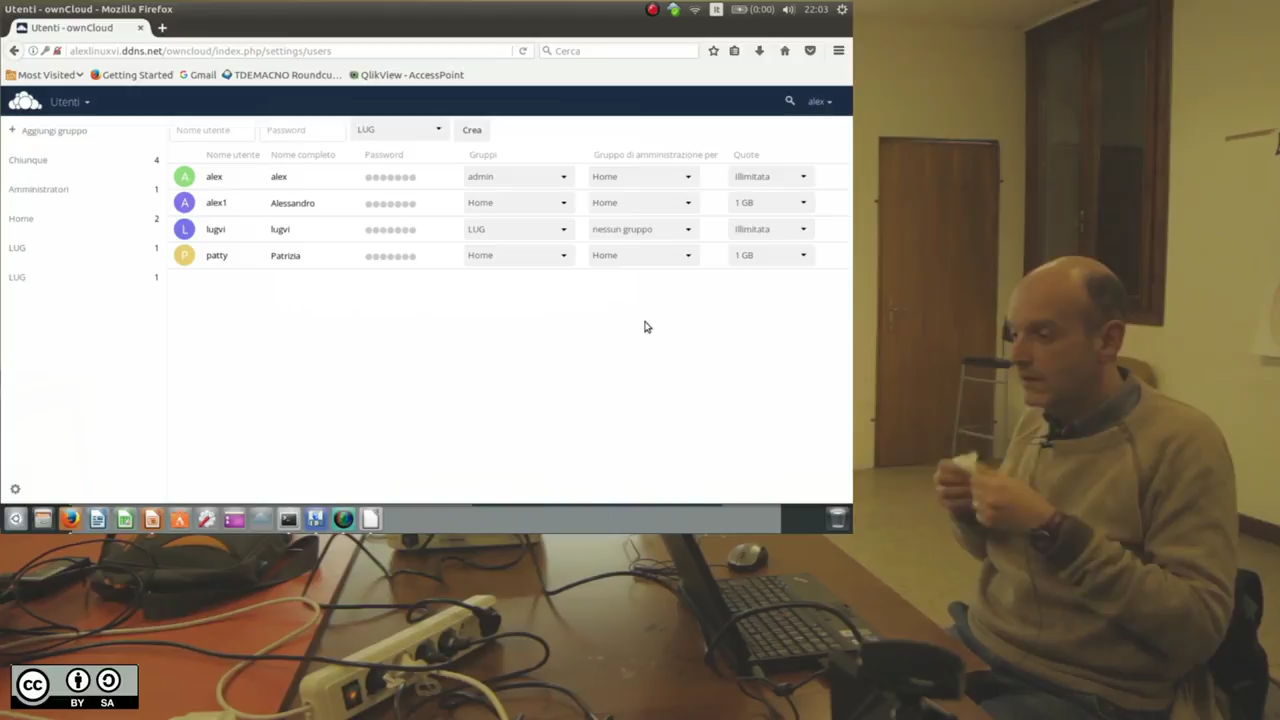 Utenti - ownCloud - Mozilla Firefox
It (0:00) 22:03
Utenti - ownCloud × +
alexlinuxvi.ddns.net/owncloud/index.php/settings/users
Cerca
Most Visited Getting Started Gmail TDEMACNO Roundcu... QlikView - AccessPoint
Utenti alex
+ Aggiungi gruppo
Chiunque 4
Amministratori 1
Home 2
LUG 1
LUG 1
Nome utente Password LUG Crea
Nome utente Nome completo Password Gruppi Gruppo di amministrazione per Quote
A alex alex ●●●●●●● admin Home Illimitata
A alex1 Alessandro ●●●●●●● Home Home 1 GB
L lugvi lugvi ●●●●●●● LUG nessun gruppo Illimitata
P patty Patrizia ●●●●●●● Home Home 1 GB
cc
BY SA